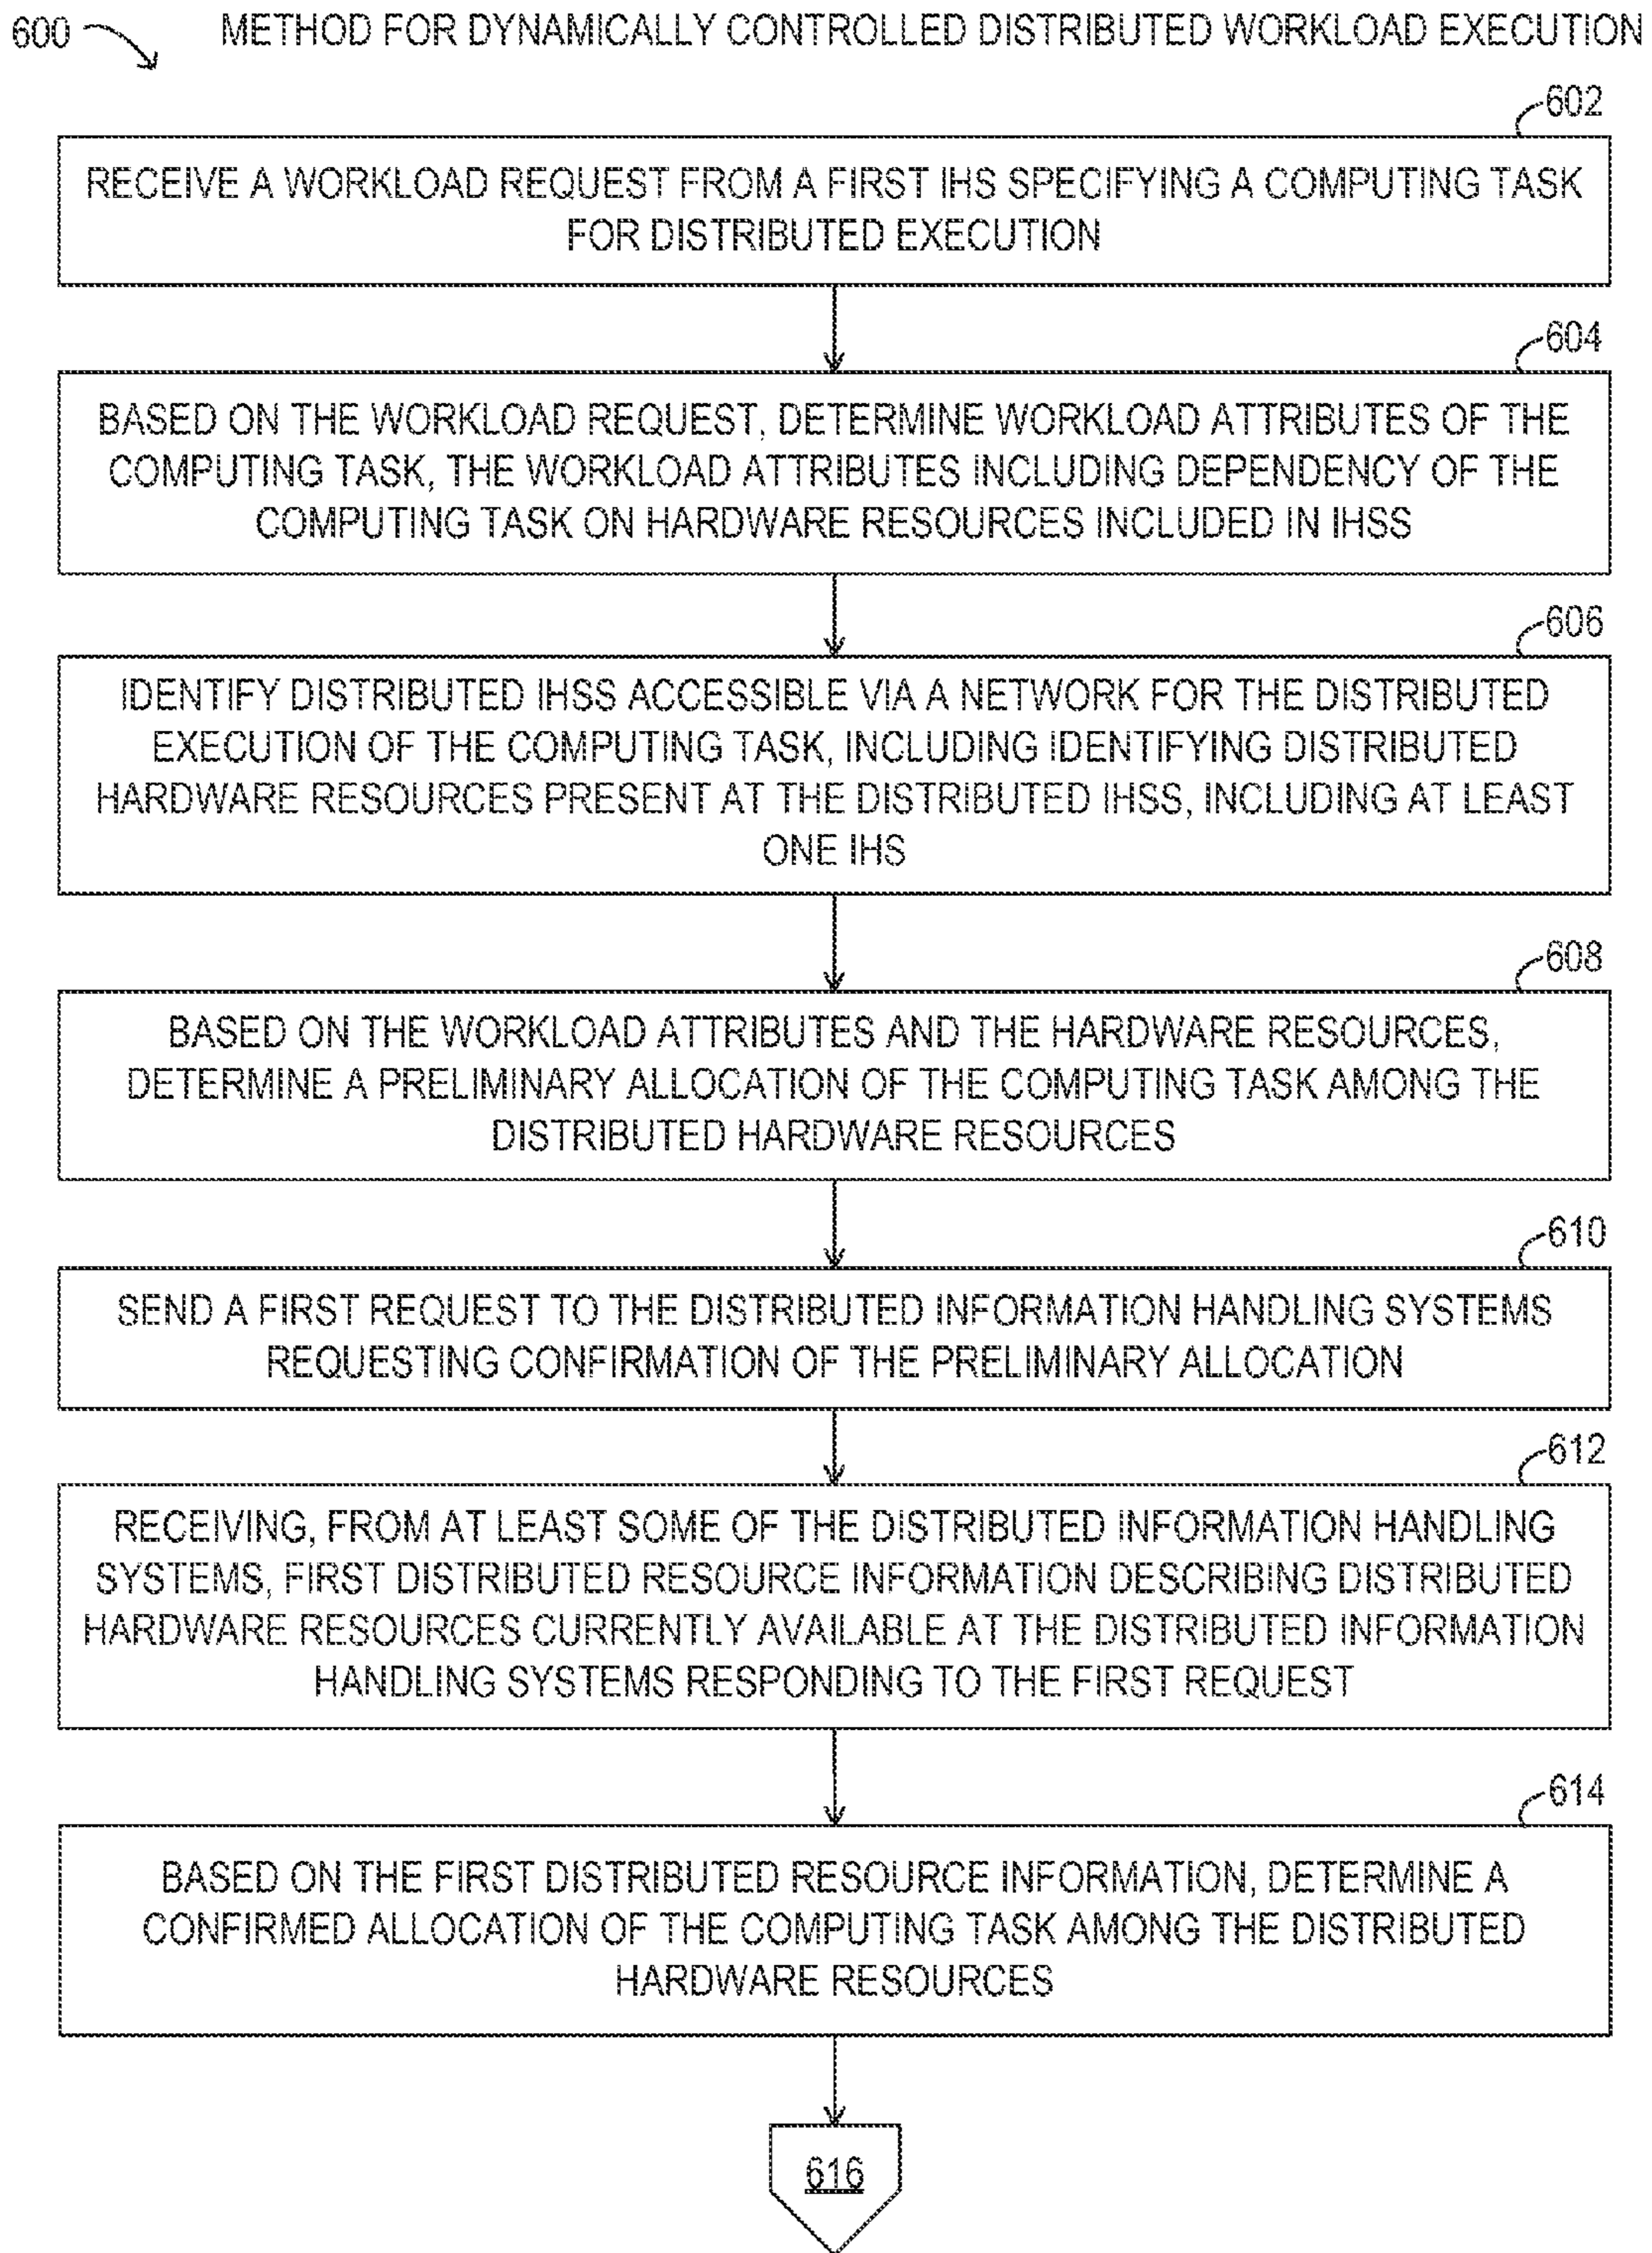 600 METHOD FOR DYNAMICALLY CONTROLLED DISTRIBUTED WORKLOAD EXECUTION
602
RECEIVE A WORKLOAD REQUEST FROM A FIRST IHS SPECIFYING A COMPUTING TASK
FOR DISTRIBUTED EXECUTION
604
BASED ON THE WORKLOAD REQUEST, DETERMINE WORKLOAD ATTRIBUTES OF THE
COMPUTING TASK, THE WORKLOAD ATTRIBUTES INCLUDING DEPENDENCY OF THE
COMPUTING TASK ON HARDWARE RESOURCES INCLUDED IN IHSS
606
IDENTIFY DISTRIBUTED IHSS ACCESSIBLE VIA A NETWORK FOR THE DISTRIBUTED
EXECUTION OF THE COMPUTING TASK, INCLUDING IDENTIFYING DISTRIBUTED
HARDWARE RESOURCES PRESENT AT THE DISTRIBUTED IHSS, INCLUDING AT LEAST
ONE IHS
608
BASED ON THE WORKLOAD ATTRIBUTES AND THE HARDWARE RESOURCES,
DETERMINE A PRELIMINARY ALLOCATION OF THE COMPUTING TASK AMONG THE
DISTRIBUTED HARDWARE RESOURCES
610
SEND A FIRST REQUEST TO THE DISTRIBUTED INFORMATION HANDLING SYSTEMS
REQUESTING CONFIRMATION OF THE PRELIMINARY ALLOCATION
612
RECEIVING, FROM AT LEAST SOME OF THE DISTRIBUTED INFORMATION HANDLING
SYSTEMS, FIRST DISTRIBUTED RESOURCE INFORMATION DESCRIBING DISTRIBUTED
HARDWARE RESOURCES CURRENTLY AVAILABLE AT THE DISTRIBUTED INFORMATION
HANDLING SYSTEMS RESPONDING TO THE FIRST REQUEST
614
BASED ON THE FIRST DISTRIBUTED RESOURCE INFORMATION, DETERMINE A
CONFIRMED ALLOCATION OF THE COMPUTING TASK AMONG THE DISTRIBUTED
HARDWARE RESOURCES
616